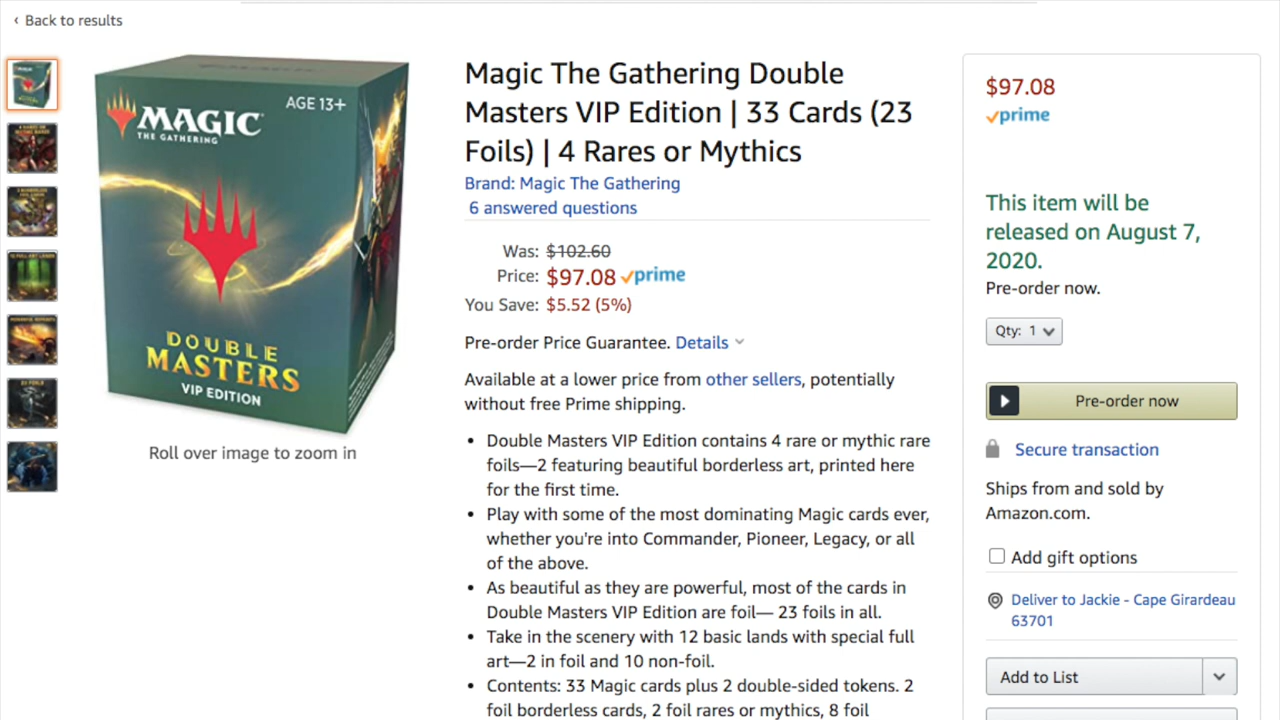 ‹ Back to results
AGE 13+
MAGIC
THE GATHERING
DOUBLE
MASTERS
VIP EDITION
Roll over image to zoom in
Magic The Gathering Double
Masters VIP Edition | 33 Cards (23
Foils) | 4 Rares or Mythics
Brand: Magic The Gathering
6 answered questions
Was: $102.60
Price: $97.08 prime
You Save: $5.52 (5%)
Pre-order Price Guarantee. Details
Available at a lower price from other sellers, potentially
without free Prime shipping.
• Double Masters VIP Edition contains 4 rare or mythic rare
foils—2 featuring beautiful borderless art, printed here
for the first time.
• Play with some of the most dominating Magic cards ever,
whether you're into Commander, Pioneer, Legacy, or all
of the above.
• As beautiful as they are powerful, most of the cards in
Double Masters VIP Edition are foil— 23 foils in all.
• Take in the scenery with 12 basic lands with special full
art—2 in foil and 10 non-foil.
• Contents: 33 Magic cards plus 2 double-sided tokens. 2
foil borderless cards, 2 foil rares or mythics, 8 foil
$97.08
prime
This item will be
released on August 7,
2020.
Pre-order now.
Qty: 1
Pre-order now
Secure transaction
Ships from and sold by
Amazon.com.
Add gift options
Deliver to Jackie - Cape Girardeau
63701
Add to List